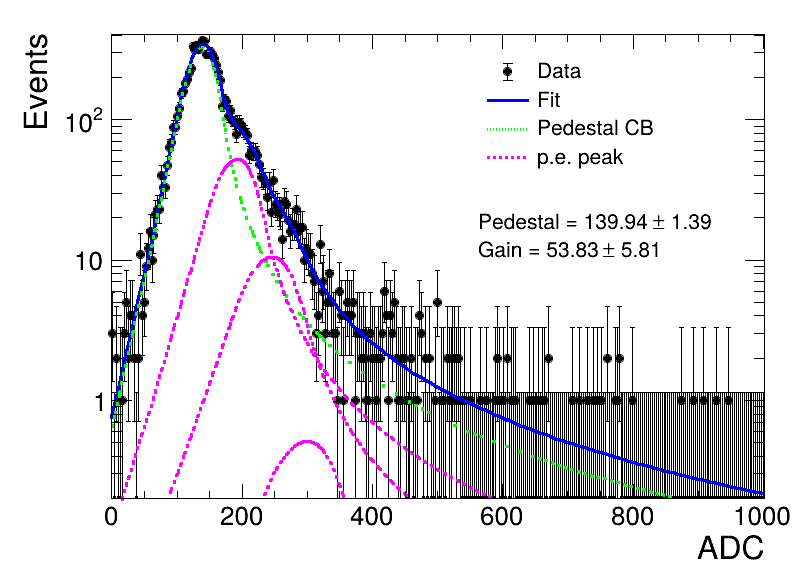 Events
10²
10
1
Data
Fit
Pedestal CB
p.e. peak
Pedestal = 139.94 ± 1.39
Gain = 53.83 ± 5.81
0 200 400 600 800 1000
ADC